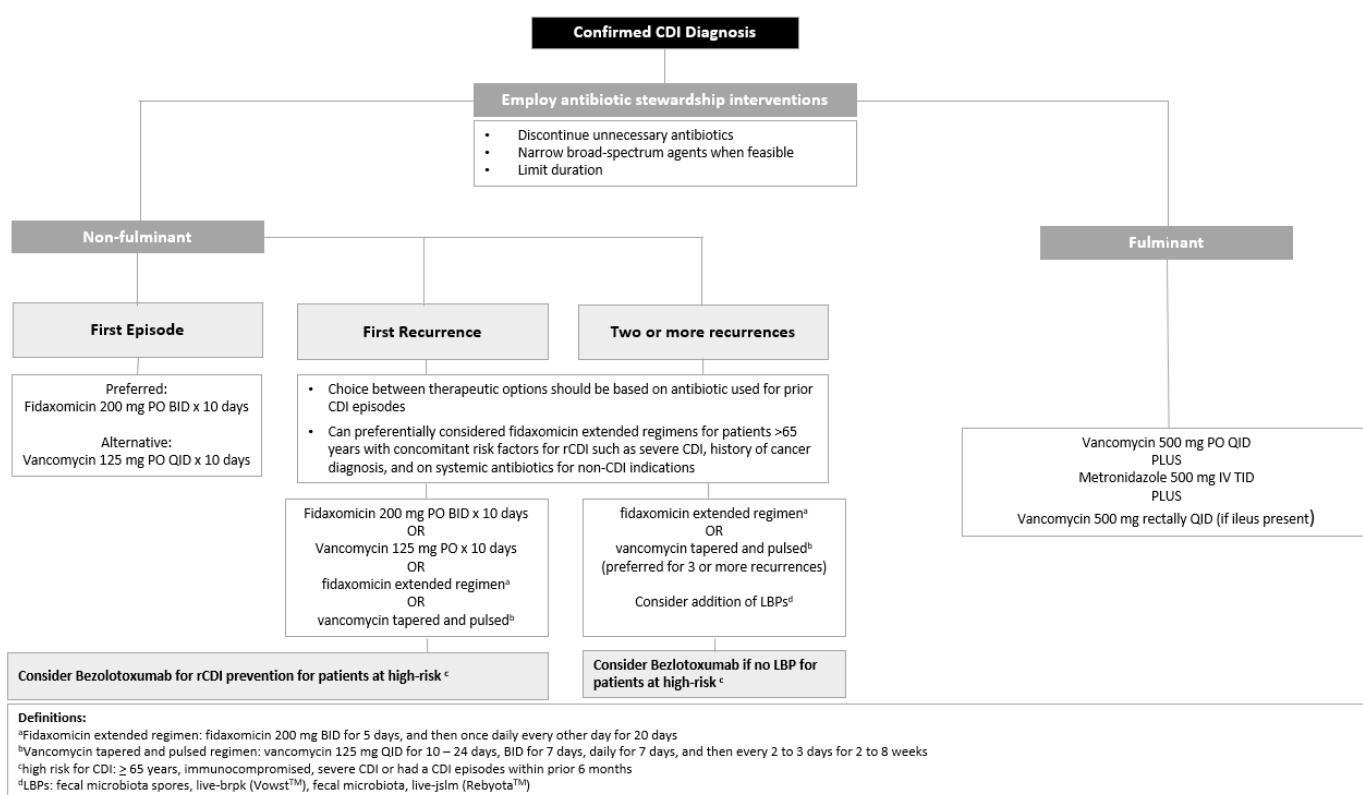 Confirmed CDI Diagnosis
Employ antibiotic stewardship interventions
• Discontinue unnecessary antibiotics
• Narrow broad-spectrum agents when feasible
• Limit duration
Non-fulminant
Fulminant
First Episode
First Recurrence
Two or more recurrences
Preferred:
Fidaxomicin 200 mg PO BID x 10 days
Alternative:
Vancomycin 125 mg PO QID x 10 days
• Choice between therapeutic options should be based on antibiotic used for prior
CDI episodes
• Can preferentially considered fidaxomicin extended regimens for patients >65
years with concomitant risk factors for rCDI such as severe CDI, history of cancer
diagnosis, and on systemic antibiotics for non-CDI indications
Fidaxomicin 200 mg PO BID x 10 days
OR
Vancomycin 125 mg PO x 10 days
OR
fidaxomicin extended regimenᵃ
OR
vancomycin tapered and pulsedᵇ
fidaxomicin extended regimenᵃ
OR
vancomycin tapered and pulsedᵇ
(preferred for 3 or more recurrences)
Consider addition of LBPsᵈ
Vancomycin 500 mg PO QID
PLUS
Metronidazole 500 mg IV TID
PLUS
Vancomycin 500 mg rectally QID (if ileus present)
Consider Bezolotoxumab for rCDI prevention for patients at high-risk ᶜ
Consider Bezlotoxumab if no LBP for
patients at high-risk ᶜ
Definitions:
ᵃFidaxomicin extended regimen: fidaxomicin 200 mg BID for 5 days, and then once daily every other day for 20 days
ᵇVancomycin tapered and pulsed regimen: vancomycin 125 mg QID for 10 – 24 days, BID for 7 days, daily for 7 days, and then every 2 to 3 days for 2 to 8 weeks
ᶜhigh risk for CDI: ≥ 65 years, immunocompromised, severe CDI or had a CDI episodes within prior 6 months
ᵈLBPs: fecal microbiota spores, live-brpk (Vowst™), fecal microbiota, live-jslm (Rebyota™)